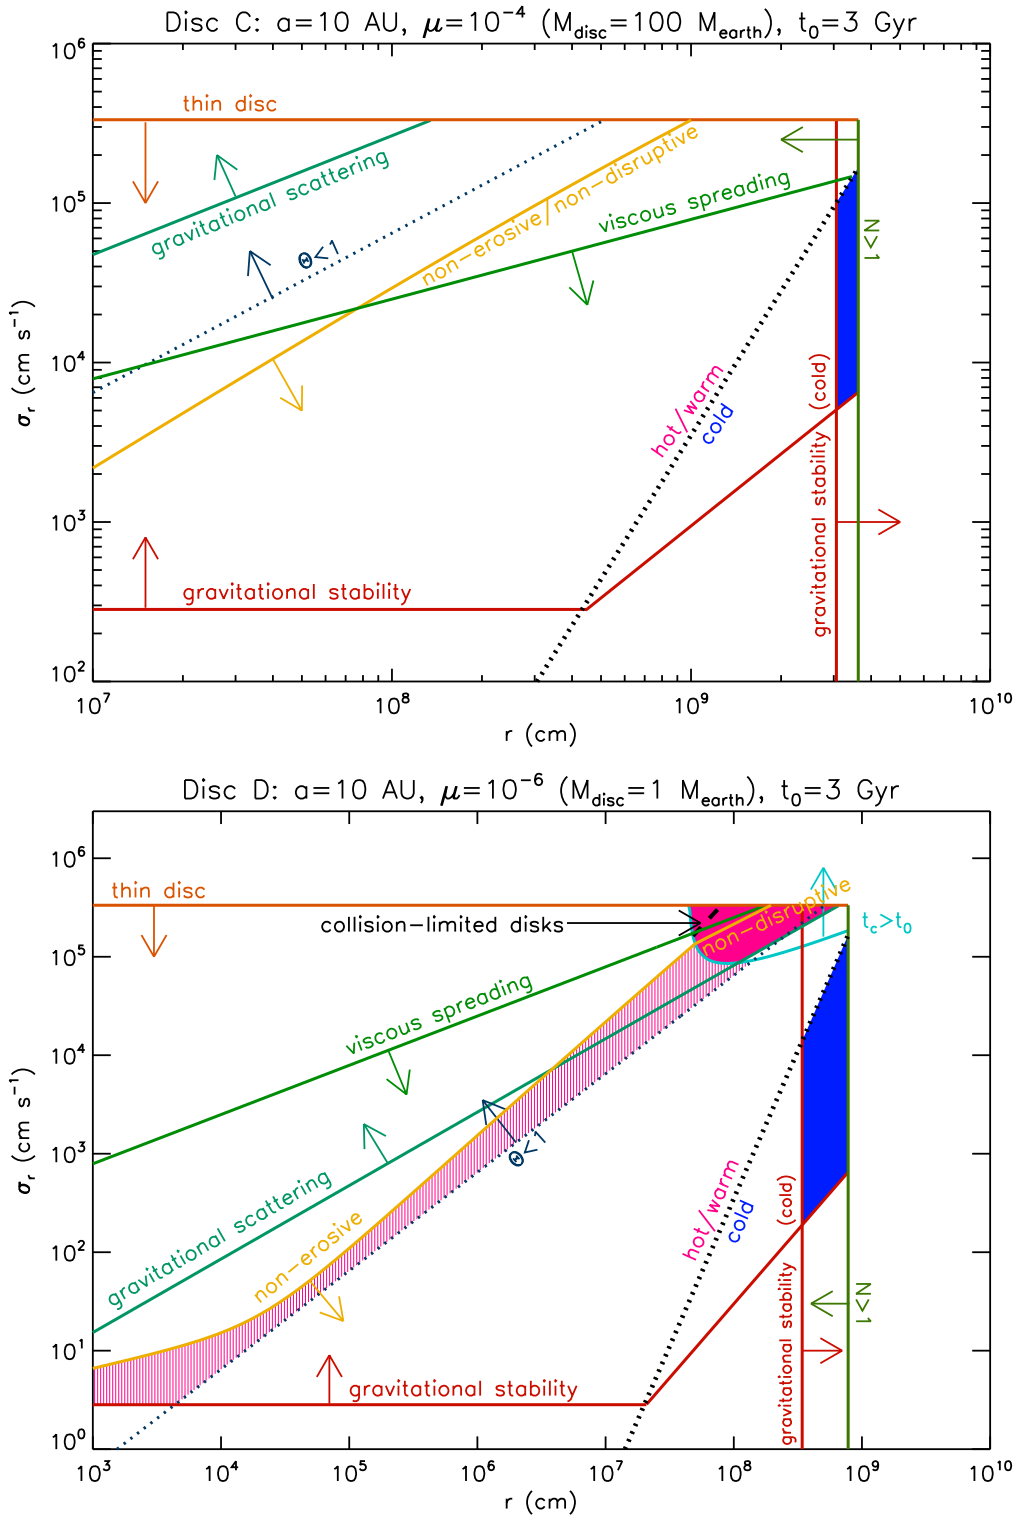 Disc C: a=10 AU, μ=10⁻⁴ (M_disc=100 M_earth), t₀=3 Gyr
10⁶
thin disc
gravitational scattering
non−erosive/non−disruptive
viscous spreading
10⁵
Θ<1
N>1
σ_r (cm s⁻¹)
10⁴
hot/warm
cold
(cold)
gravitational stability
10³
gravitational stability
10²
10⁷
10⁸
10⁹
10¹⁰
r (cm)
Disc D: a=10 AU, μ=10⁻⁶ (M_disc=1 M_earth), t₀=3 Gyr
10⁶
thin disc
non−disruptive
collision−limited disks
t_c>t₀
10⁵
viscous spreading
10⁴
σ_r (cm s⁻¹)
Θ<1
10³
gravitational scattering
non−erosive
hot/warm
cold
(cold)
10²
gravitational stability
N>1
10¹
gravitational stability
10⁰
10³
10⁴
10⁵
10⁶
10⁷
10⁸
10⁹
10¹⁰
r (cm)